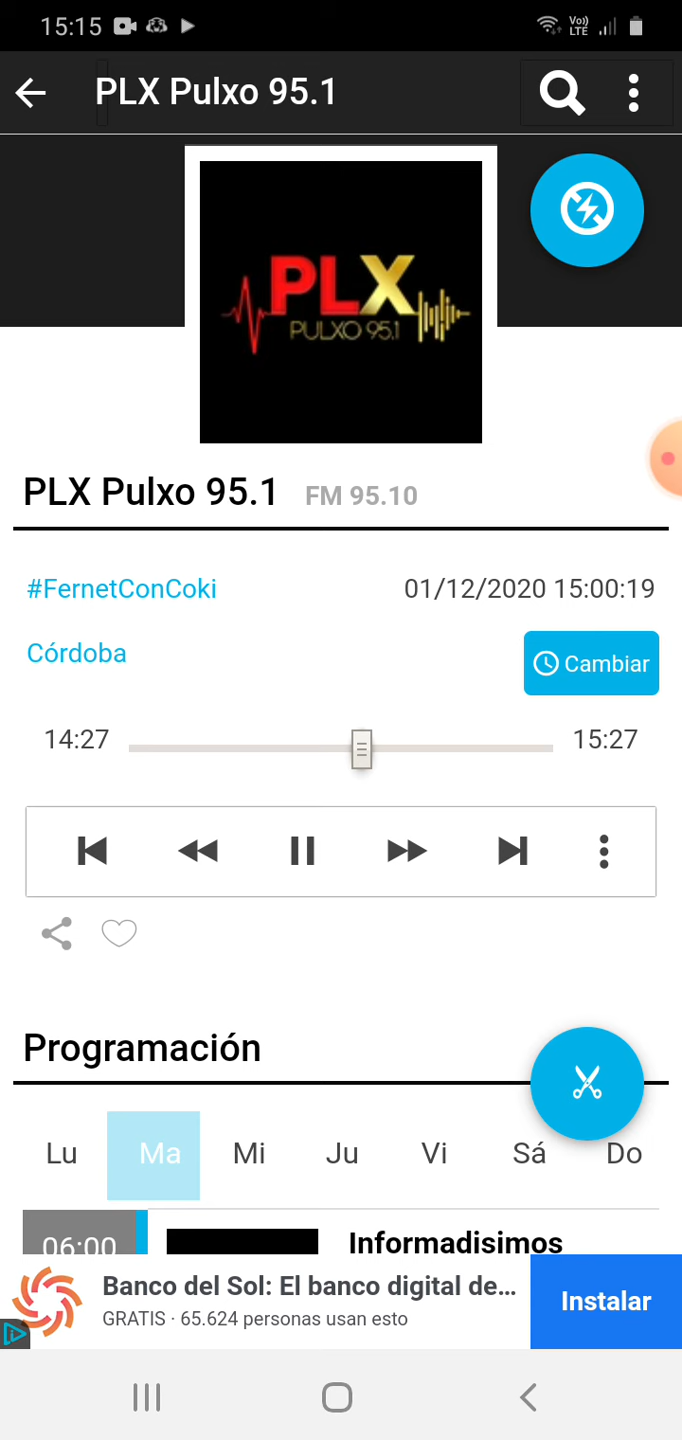 15:15
Vo))
LTE
PLX Pulxo 95.1
PLX
PULXO 95.1
PLX Pulxo 95.1 FM 95.10
#FernetConCoki 01/12/2020 15:00:19
Córdoba
Cambiar
14:27 15:27
Programación
Lu Ma Mi Ju Vi Sá Do
06:00 Informadisimos
Banco del Sol: El banco digital de...
GRATIS · 65.624 personas usan esto
Instalar